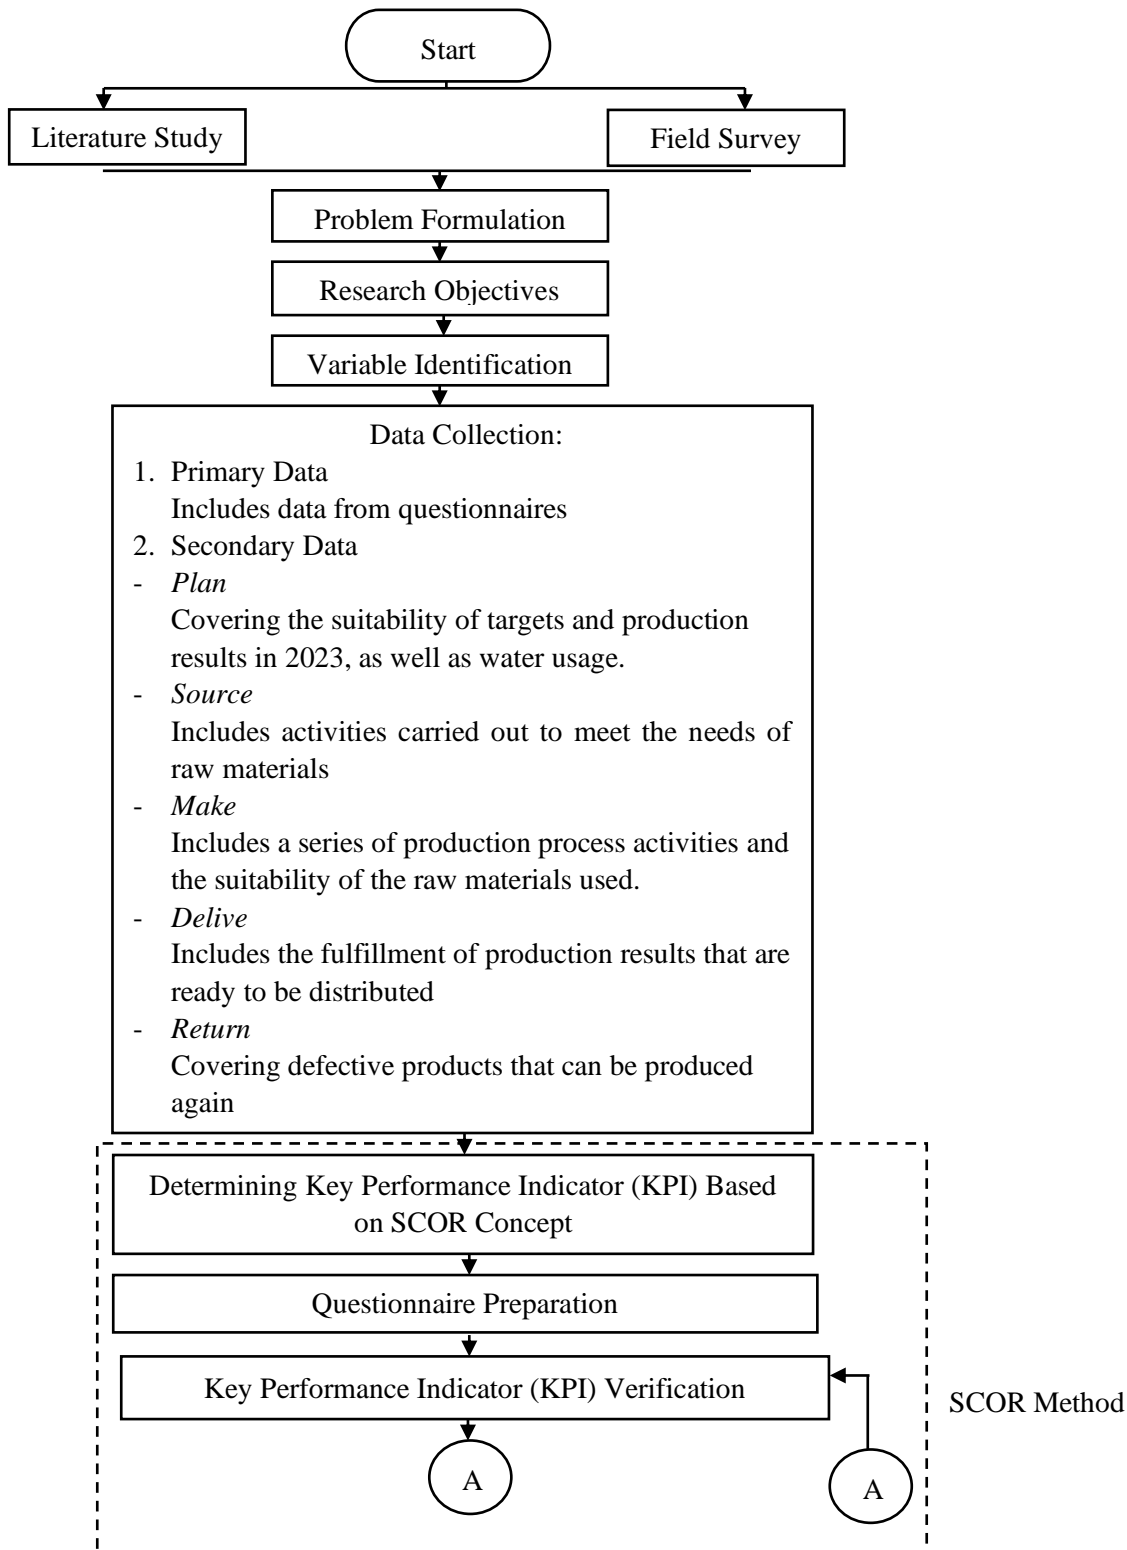 Start
Literature Study
Field Survey
Problem Formulation
Research Objectives
Variable Identification
Data Collection:
1. Primary Data
Includes data from questionnaires
2. Secondary Data
- Plan
Covering the suitability of targets and production
results in 2023, as well as water usage.
- Source
Includes activities carried out to meet the needs of
raw materials
- Make
Includes a series of production process activities and
the suitability of the raw materials used.
- Delive
Includes the fulfillment of production results that are
ready to be distributed
- Return
Covering defective products that can be produced
again
Determining Key Performance Indicator (KPI) Based
on SCOR Concept
Questionnaire Preparation
Key Performance Indicator (KPI) Verification
SCOR Method
A
A